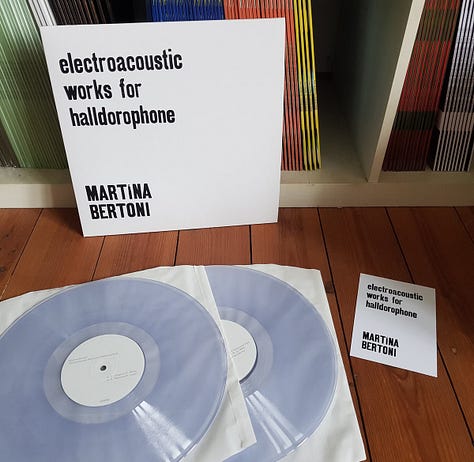 electroacoustic
works for
halldorophone
MARTINA
BERTONI
electroacoustic
works for
halldorophone
MARTINA
BERTONI